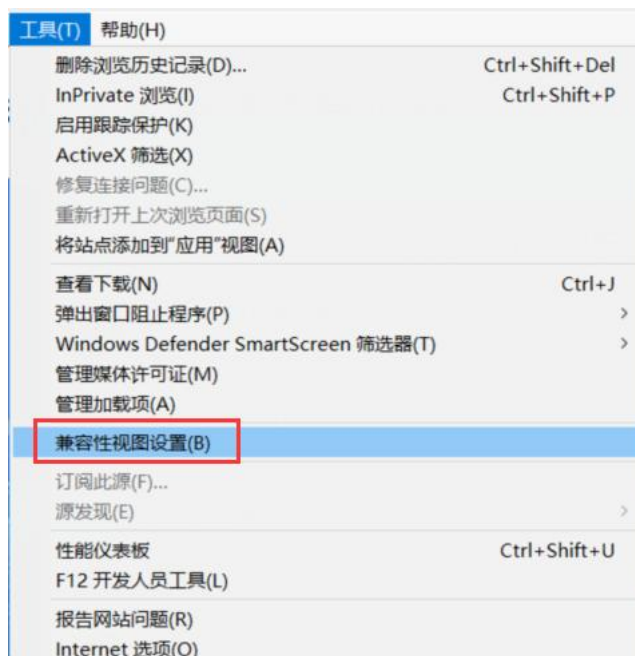 工具(T) 帮助(H)
删除浏览历史记录(D)... Ctrl+Shift+Del
InPrivate 浏览(I) Ctrl+Shift+P
启用跟踪保护(K)
ActiveX 筛选(X)
修复连接问题(C)...
重新打开上次浏览页面(S)
将站点添加到“应用”视图(A)
查看下载(N) Ctrl+J
弹出窗口阻止程序(P)
Windows Defender SmartScreen 筛选器(T)
管理媒体许可证(M)
管理加载项(A)
兼容性视图设置(B)
订阅此源(F)...
源发现(E)
性能仪表板 Ctrl+Shift+U
F12 开发人员工具(L)
报告网站问题(R)
Internet 选项(O)